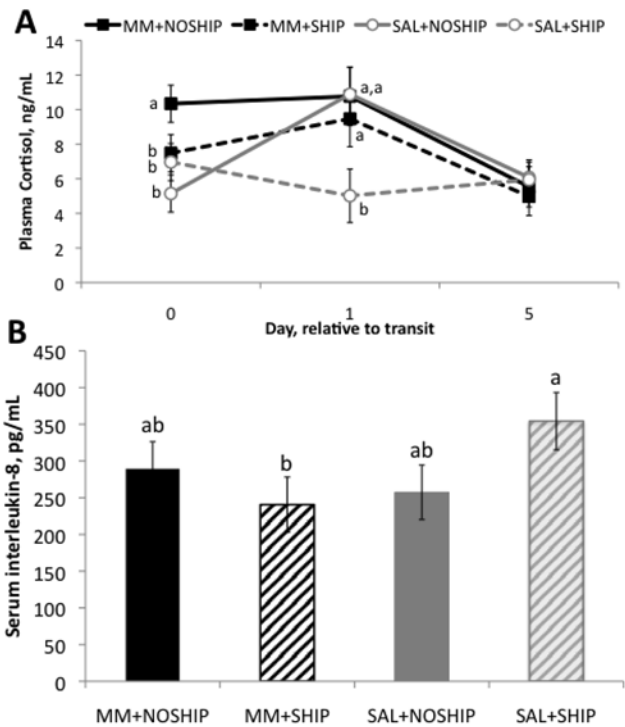 A
MM+NOSHIP MM+SHIP SAL+NOSHIP SAL+SHIP
Plasma Cortisol, ng/mL
14
12
10
8
6
4
2
0
a
b
b
b
a,a
a
b
0 1 5
Day, relative to transit
B
Serum interleukin-8, pg/mL
450
400
350
300
250
200
150
100
50
0
ab
b
ab
a
MM+NOSHIP MM+SHIP SAL+NOSHIP SAL+SHIP